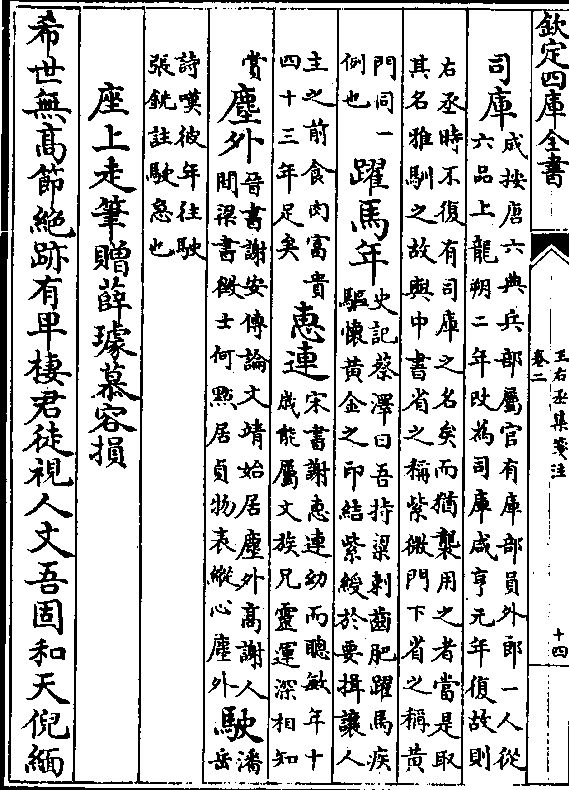 欽定四庫全書
王右丞集箋注
卷二
十四
司庫
成按唐六典兵部屬官有庫部員外郎一人從
六品上龍朔二年改為司庫咸亨元年復故則
右丞時不復有司庫之名矣而猶襲用之者當是取
其名雅馴之故與中書省之稱紫微門下省之稱黃
門同一
例也
躍馬年
史記蔡澤曰吾持粱刺齒肥躍馬疾
驅懷黃金之印結紫綬於要揖讓人
主之前食肉富貴
四十三年足矣
惠連
宋書謝惠連幼而聰敏年十
歲能屬文族兄靈運深相知
賞
塵外
晉書謝安傳論文靖始居塵外高謝人
間梁書徵士何點居貞物表縱心塵外
駛
潘
岳
詩嘆彼年往駛
張銑註駛急也
座上走筆贈薛璩慕容損
希世無高節絶跡有卑棲君徒視人文吾固和天倪緬